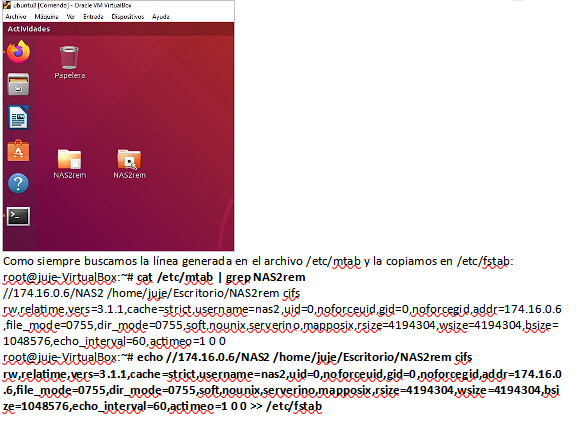 ubuntu3 [Corriendo] - Oracle VM VirtualBox
Archivo Máquina Ver Entrada Dispositivos Ayuda
Actividades
Papelera
NAS2rem NAS2rem
Como siempre buscamos la línea generada en el archivo /etc/mtab y la copiamos en /etc/fstab:
root@juje-VirtualBox:~# cat /etc/mtab | grep NAS2rem
//174.16.0.6/NAS2 /home/juje/Escritorio/NAS2rem cifs
rw,relatime,vers=3.1.1,cache=strict,username=nas2,uid=0,noforceuid,gid=0,noforcegid,addr=174.16.0.6
,file_mode=0755,dir_mode=0755,soft,nounix,serverino,mapposix,rsize=4194304,wsize=4194304,bsize=
1048576,echo_interval=60,actimeo=1 0 0
root@juje-VirtualBox:~# echo //174.16.0.6/NAS2 /home/juje/Escritorio/NAS2rem cifs
rw,relatime,vers=3.1.1,cache=strict,username=nas2,uid=0,noforceuid,gid=0,noforcegid,addr=174.16.0.
6,file_mode=0755,dir_mode=0755,soft,nounix,serverino,mapposix,rsize=4194304,wsize=4194304,bsi
ze=1048576,echo_interval=60,actimeo=1 0 0 >> /etc/fstab